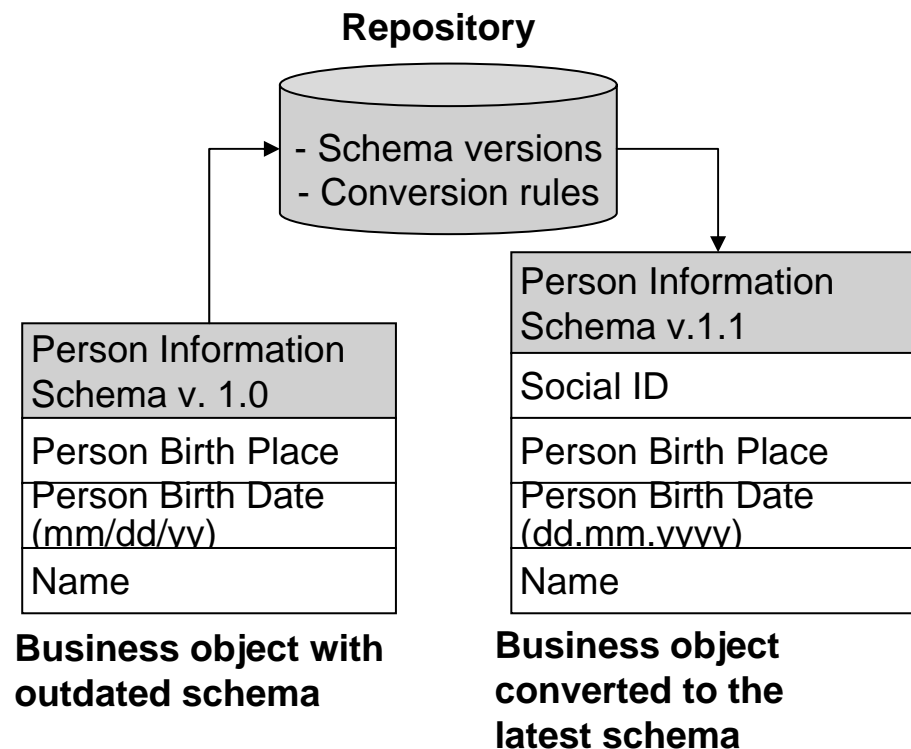 Repository
- Schema versions
- Conversion rules
Person Information
Schema v. 1.0
Person Birth Place
Person Birth Date
(mm/dd/yy)
Name
Business object with
outdated schema
Person Information
Schema v.1.1
Social ID
Person Birth Place
Person Birth Date
(dd.mm.yyyy)
Name
Business object
converted to the
latest schema